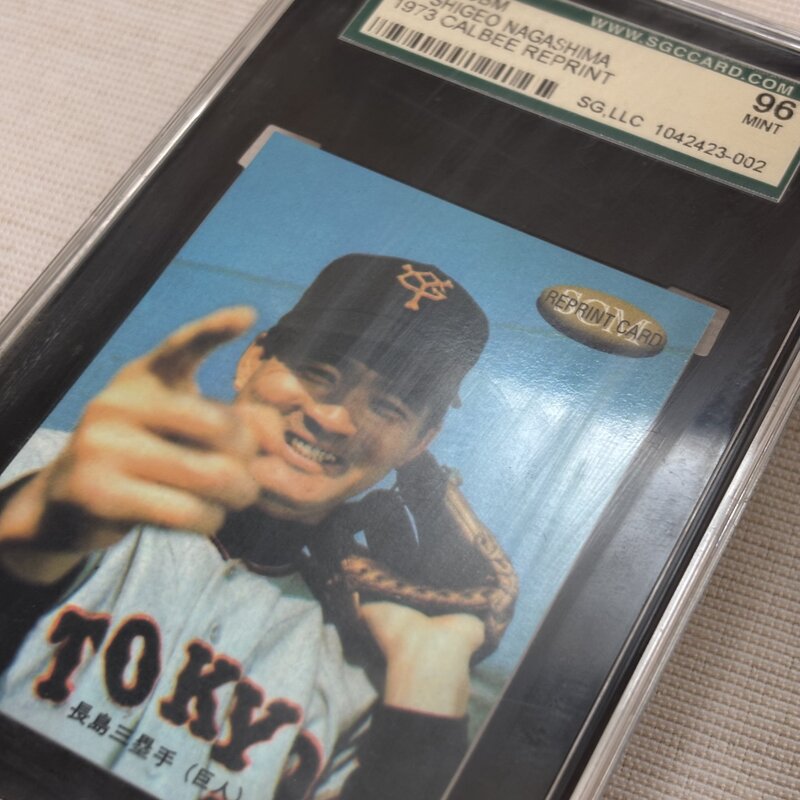 BM
SHIGEO NAGASHIMA
1973 CALBEE REPRINT
WWW.SGCCARD.COM
96
MINT
SG,LLC 1042423-002
REPRINT CARD
TOKYO
長島三塁手（巨人）